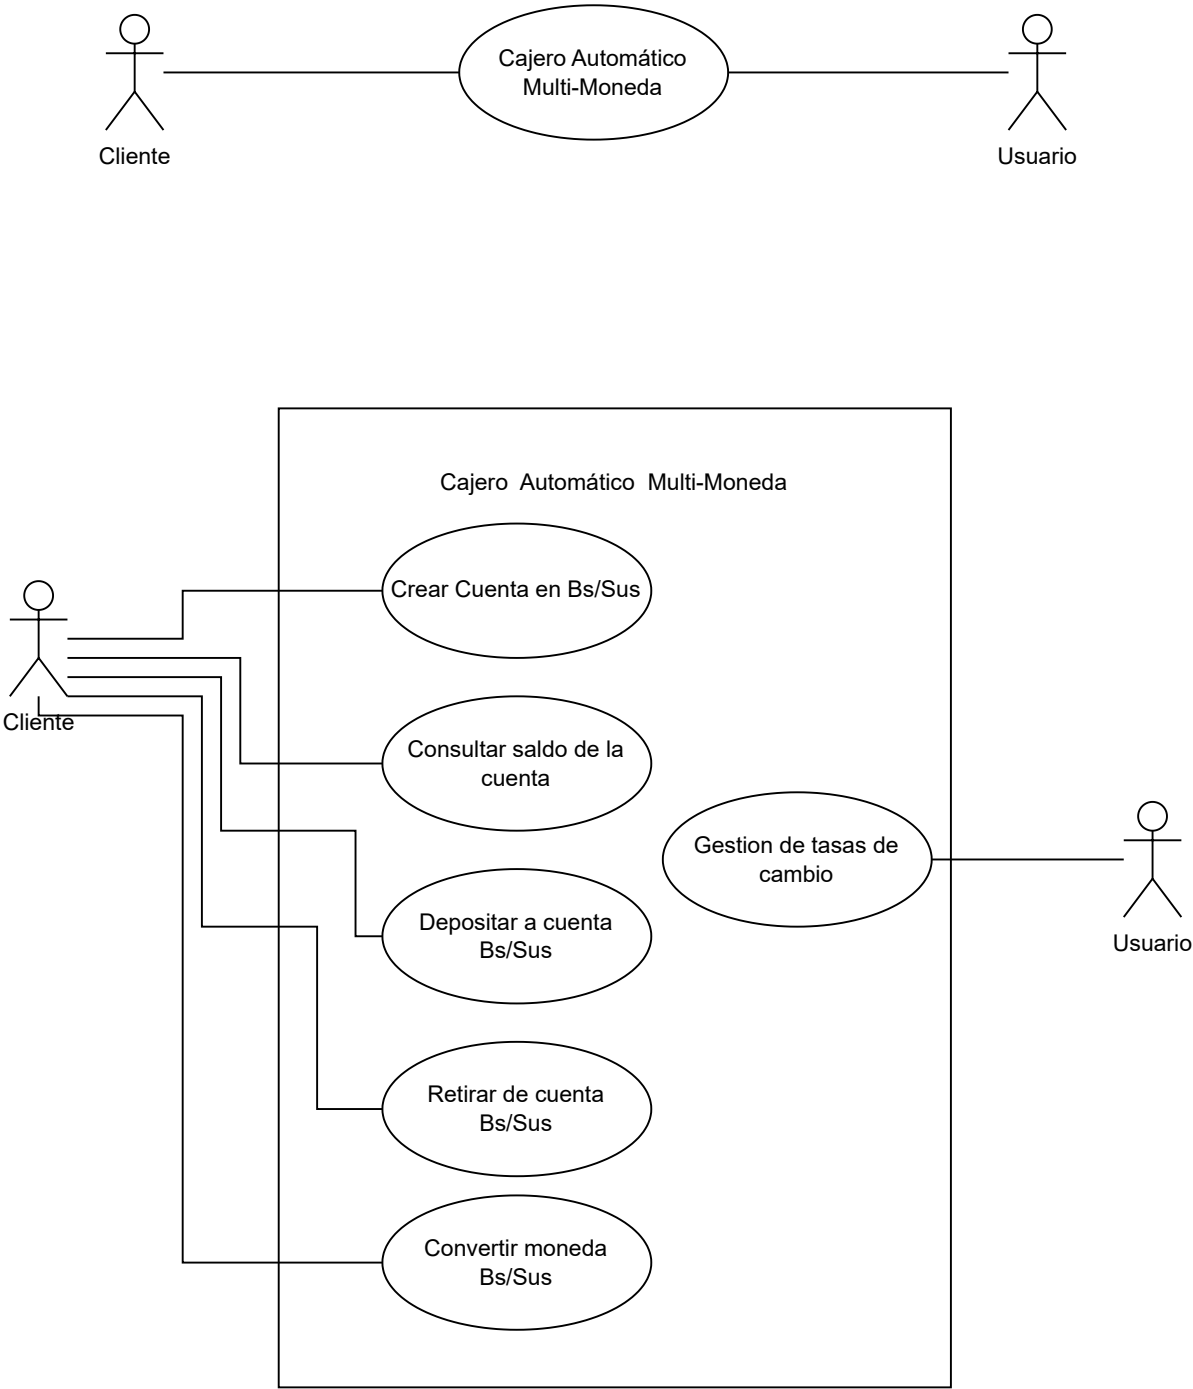 Cajero Automático
Multi-Moneda
Cliente
Usuario
Cajero Automático Multi-Moneda
Crear Cuenta en Bs/Sus
Cliente
Consultar saldo de la
cuenta
Gestion de tasas de
cambio
Depositar a cuenta
Bs/Sus
Usuario
Retirar de cuenta
Bs/Sus
Convertir moneda
Bs/Sus